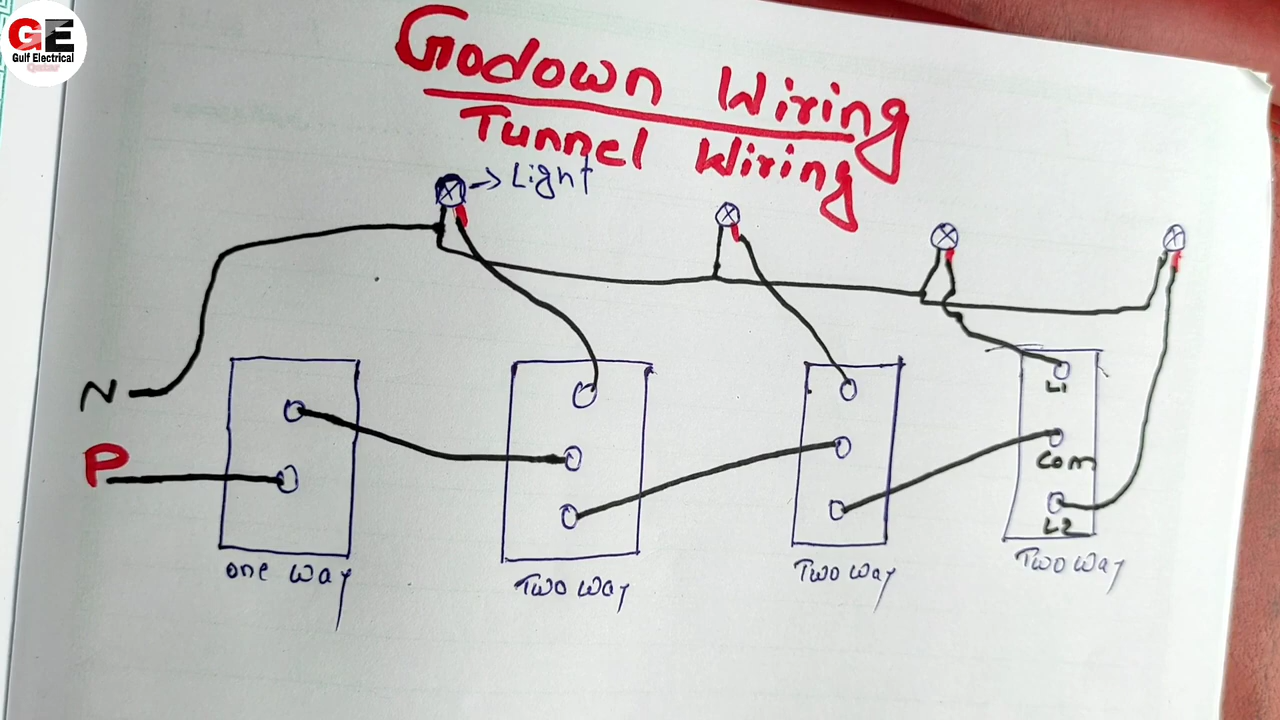 GE
Gulf Electrical
Qatar
Godown Wiring
Tunnel Wiring
Light
N
P
L1
Com
L2
one way
Two way
Two way
Two way